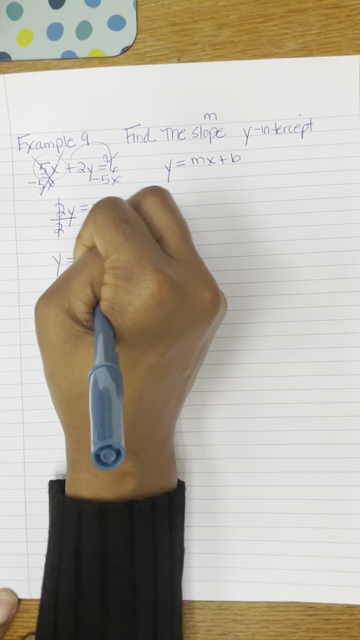 m
Example 9 Find The slope y-intercept
5x + 2y = 6 y = mx + b
-5x -5x
2y =
2
y =